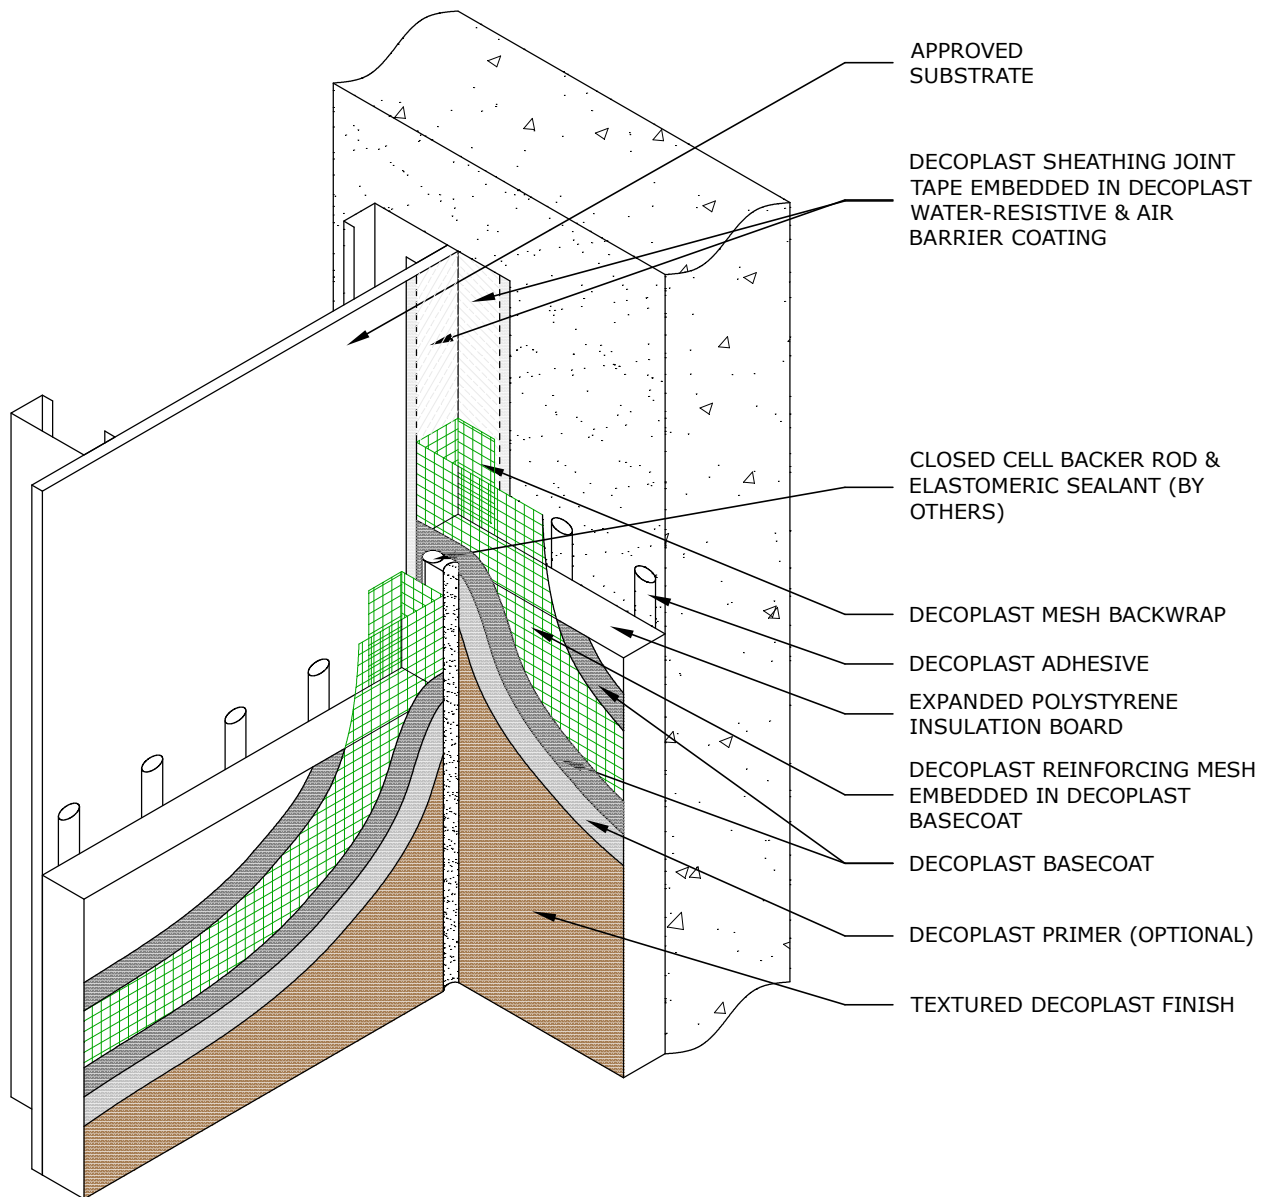 APPROVED
SUBSTRATE
DECOPLAST SHEATHING JOINT
TAPE EMBEDDED IN DECOPLAST
WATER-RESISTIVE & AIR
BARRIER COATING
CLOSED CELL BACKER ROD &
ELASTOMERIC SEALANT (BY
OTHERS)
DECOPLAST MESH BACKWRAP
DECOPLAST ADHESIVE
EXPANDED POLYSTYRENE
INSULATION BOARD
DECOPLAST REINFORCING MESH
EMBEDDED IN DECOPLAST
BASECOAT
DECOPLAST BASECOAT
DECOPLAST PRIMER (OPTIONAL)
TEXTURED DECOPLAST FINISH